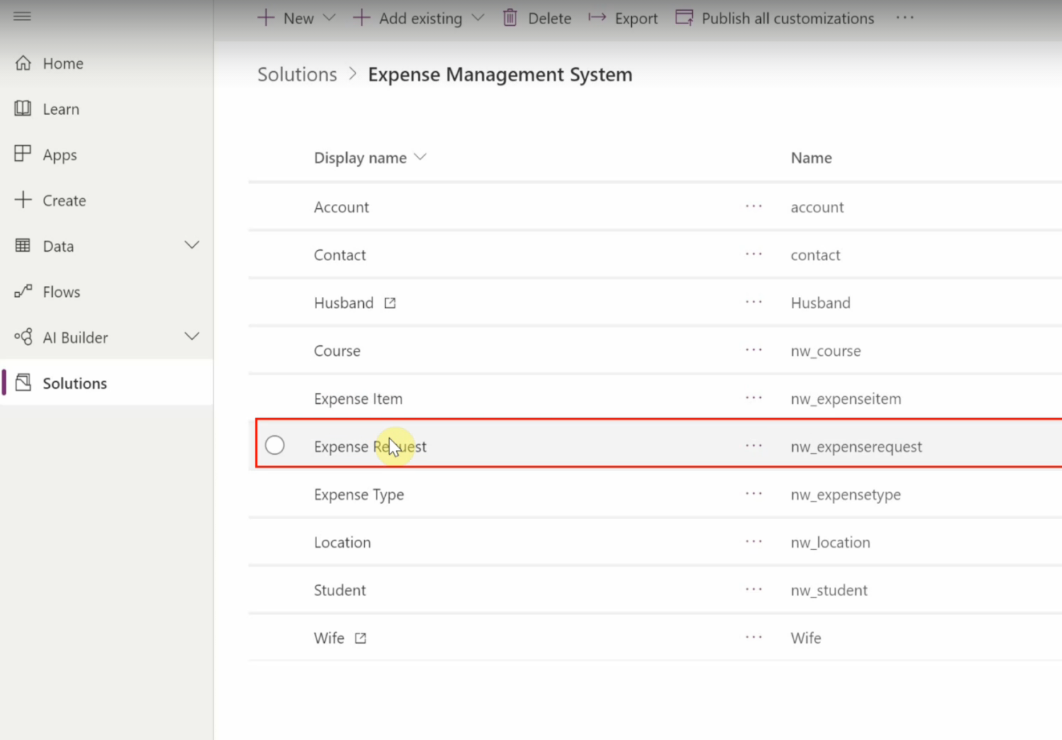 New Add existing Delete Export Publish all customizations ...
Home
Learn
Apps
Create
Data
Flows
AI Builder
Solutions
Solutions > Expense Management System
Display name Name
Account ... account
Contact ... contact
Husband ... Husband
Course ... nw_course
Expense Item ... nw_expenseitem
Expense Request ... nw_expenserequest
Expense Type ... nw_expensetype
Location ... nw_location
Student ... nw_student
Wife ... Wife